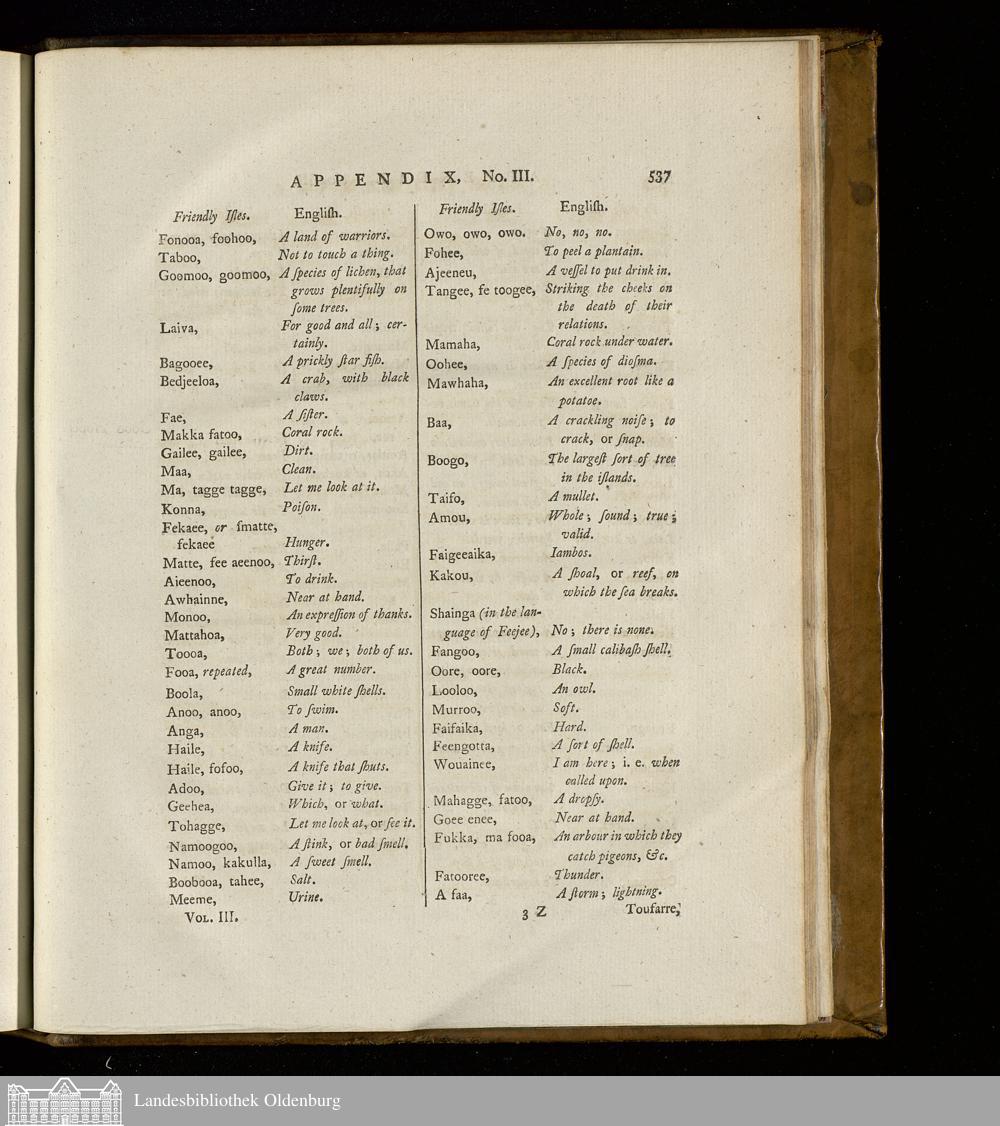 APPENDIX, No. III. 537
Friendly Iſles. Engliſh.
Fonooa, foohoo, A land of warriors.
Taboo, Not to touch a thing.
Goomoo, goomoo, A ſpecies of lichen, that
grows plentifully on
ſome trees.
Laiva, For good and all; cer-
tainly.
Bagooee, A prickly ſtar fiſh.
Bedjeeloa, A crab, with black
claws.
Fae, A ſiſter.
Makka fatoo, Coral rock.
Gailee, gailee, Dirt.
Maa, Clean.
Ma, tagge tagge, Let me look at it.
Konna, Poiſon.
Fekaee, or ſmatte,
fekaee Hunger.
Matte, fee aeenoo, Thirſt.
Aieenoo, To drink.
Awhainne, Near at hand.
Monoo, An expreſſion of thanks.
Mattahoa, Very good.
Toooa, Both; we; both of us.
Fooa, repeated, A great number.
Boola, Small white ſhells.
Anoo, anoo, To ſwim.
Anga, A man.
Haile, A knife.
Haile, fofoo, A knife that ſhuts.
Adoo, Give it; to give.
Geehea, Which, or what.
Tohagge, Let me look at, or ſee it.
Namoogoo, A ſtink, or bad ſmell.
Namoo, kakulla, A ſweet ſmell.
Boobooa, tahee, Salt.
Meeme, Urine.
VOL. III.
Friendly Iſles. Engliſh.
Owo, owo, owo. No, no, no.
Fohee, To peel a plantain.
Ajeeneu, A veſſel to put drink in.
Tangee, fe toogee, Striking the cheeks on
the death of their
relations.
Mamaha, Coral rock under water.
Oohee, A ſpecies of dioſma.
Mawhaha, An excellent root like a
potatoe.
Baa, A crackling noiſe; to
crack, or ſnap.
Boogo, The largeſt ſort of tree
in the iſlands.
Taifo, A mullet.
Amou, Whole; ſound; true;
valid.
Faigeeaika, Iambos.
Kakou, A ſhoal, or reef, on
which the ſea breaks.
Shainga (in the lan-
guage of Feejee), No; there is none.
Fangoo, A ſmall calibaſh ſhell.
Oore, oore, Black.
Looloo, An owl.
Murroo, Soft.
Faifaika, Hard.
Feengotta, A ſort of ſhell.
Wouainee, I am here; i. e. when
called upon.
Mahagge, fatoo, A dropſy.
Goee enee, Near at hand.
Fukka, ma fooa, An arbour in which they
catch pigeons, &c.
Fatooree, Thunder.
A faa, A ſtorm; lightning.
3 Z Toufarre,
Landesbibliothek Oldenburg